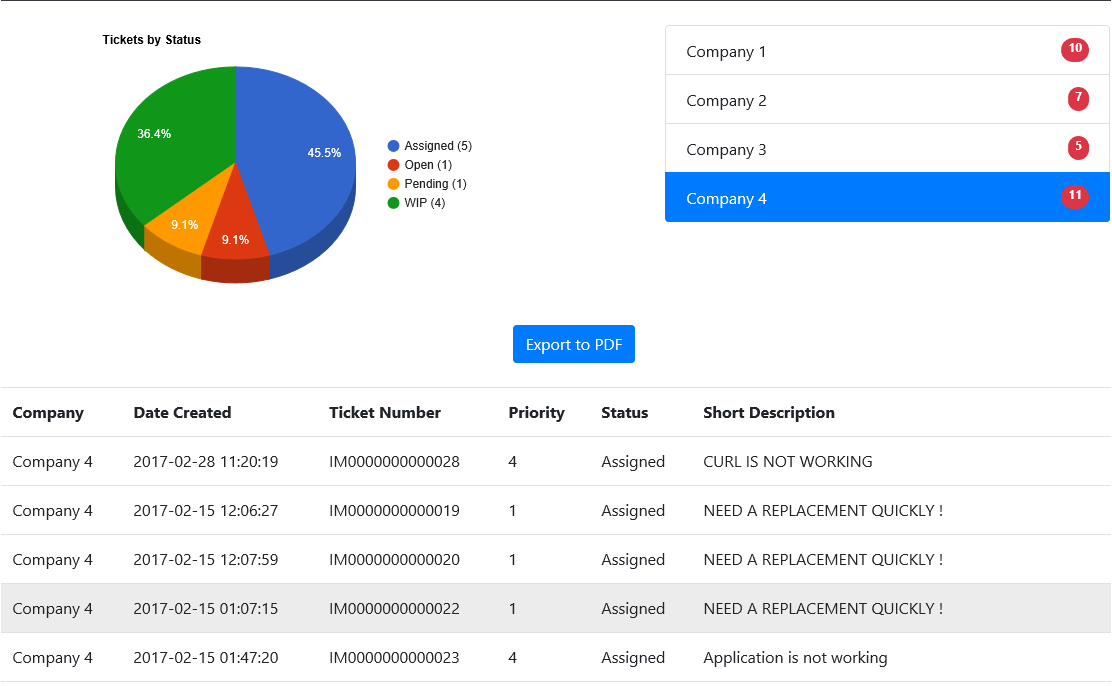 Tickets by Status
36.4%
45.5%
9.1%
9.1%
Assigned (5)
Open (1)
Pending (1)
WIP (4)
Company 1 10
Company 2 7
Company 3 5
Company 4 11
Export to PDF
Company Date Created Ticket Number Priority Status Short Description
Company 4 2017-02-28 11:20:19 IM0000000000028 4 Assigned CURL IS NOT WORKING
Company 4 2017-02-15 12:06:27 IM0000000000019 1 Assigned NEED A REPLACEMENT QUICKLY !
Company 4 2017-02-15 12:07:59 IM0000000000020 1 Assigned NEED A REPLACEMENT QUICKLY !
Company 4 2017-02-15 01:07:15 IM0000000000022 1 Assigned NEED A REPLACEMENT QUICKLY !
Company 4 2017-02-15 01:47:20 IM0000000000023 4 Assigned Application is not working